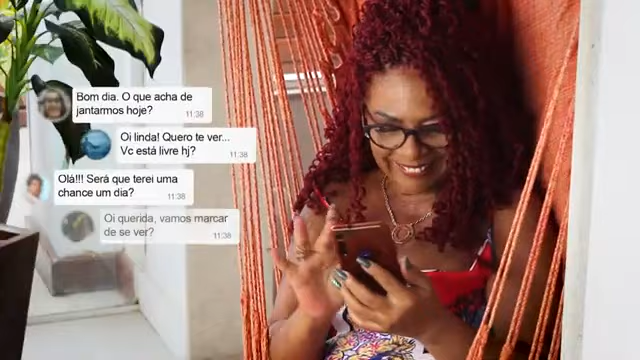 Bom dia. O que acha de
jantarmos hoje?
11:38
Oi linda! Quero te ver...
Vc está livre hj?
11:38
Olá!!! Será que terei uma
chance um dia?
11:38
Oi querida, vamos marcar
de se ver?
11:38